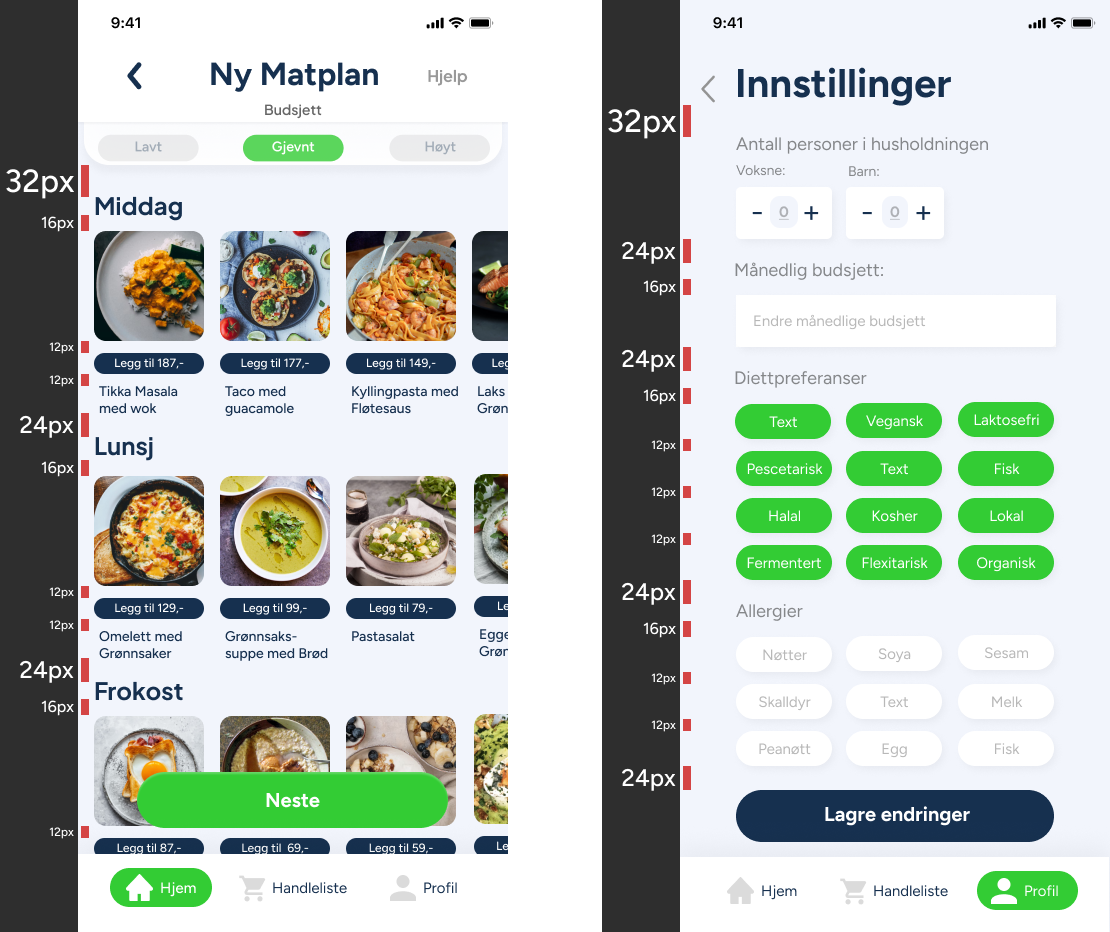 9:41
Ny Matplan
Hjelp
Budsjett
Lavt
Gjevnt
Høyt
32px
Middag
16px
12px
Legg til 187,-
Legg til 177,-
Legg til 149,-
Leg
12px
Tikka Masala
med wok
Taco med
guacamole
Kyllingpasta med
Fløtesaus
Laks
Grøn
24px
Lunsj
16px
12px
Legg til 129,-
Legg til 99,-
Legg til 79,-
Le
12px
Omelett med
Grønnsaker
Grønnsaks-
suppe med Brød
Pastasalat
Egge
Grøn
24px
Frokost
16px
Neste
12px
Legg til 87,-
Legg til 69,-
Legg til 59,-
Le
Hjem
Handleliste
Profil
9:41
Innstillinger
32px
Antall personer i husholdningen
Voksne:
Barn:
- 0 +
- 0 +
24px
Månedlig budsjett:
16px
Endre månedlige budsjett
24px
Diettpreferanser
16px
Text
Vegansk
Laktosefri
12px
Pescetarisk
Text
Fisk
12px
Halal
Kosher
Lokal
12px
Fermentert
Flexitarisk
Organisk
24px
Allergier
16px
Nøtter
Soya
Sesam
12px
Skalldyr
Text
Melk
12px
Peanøtt
Egg
Fisk
24px
Lagre endringer
Hjem
Handleliste
Profil